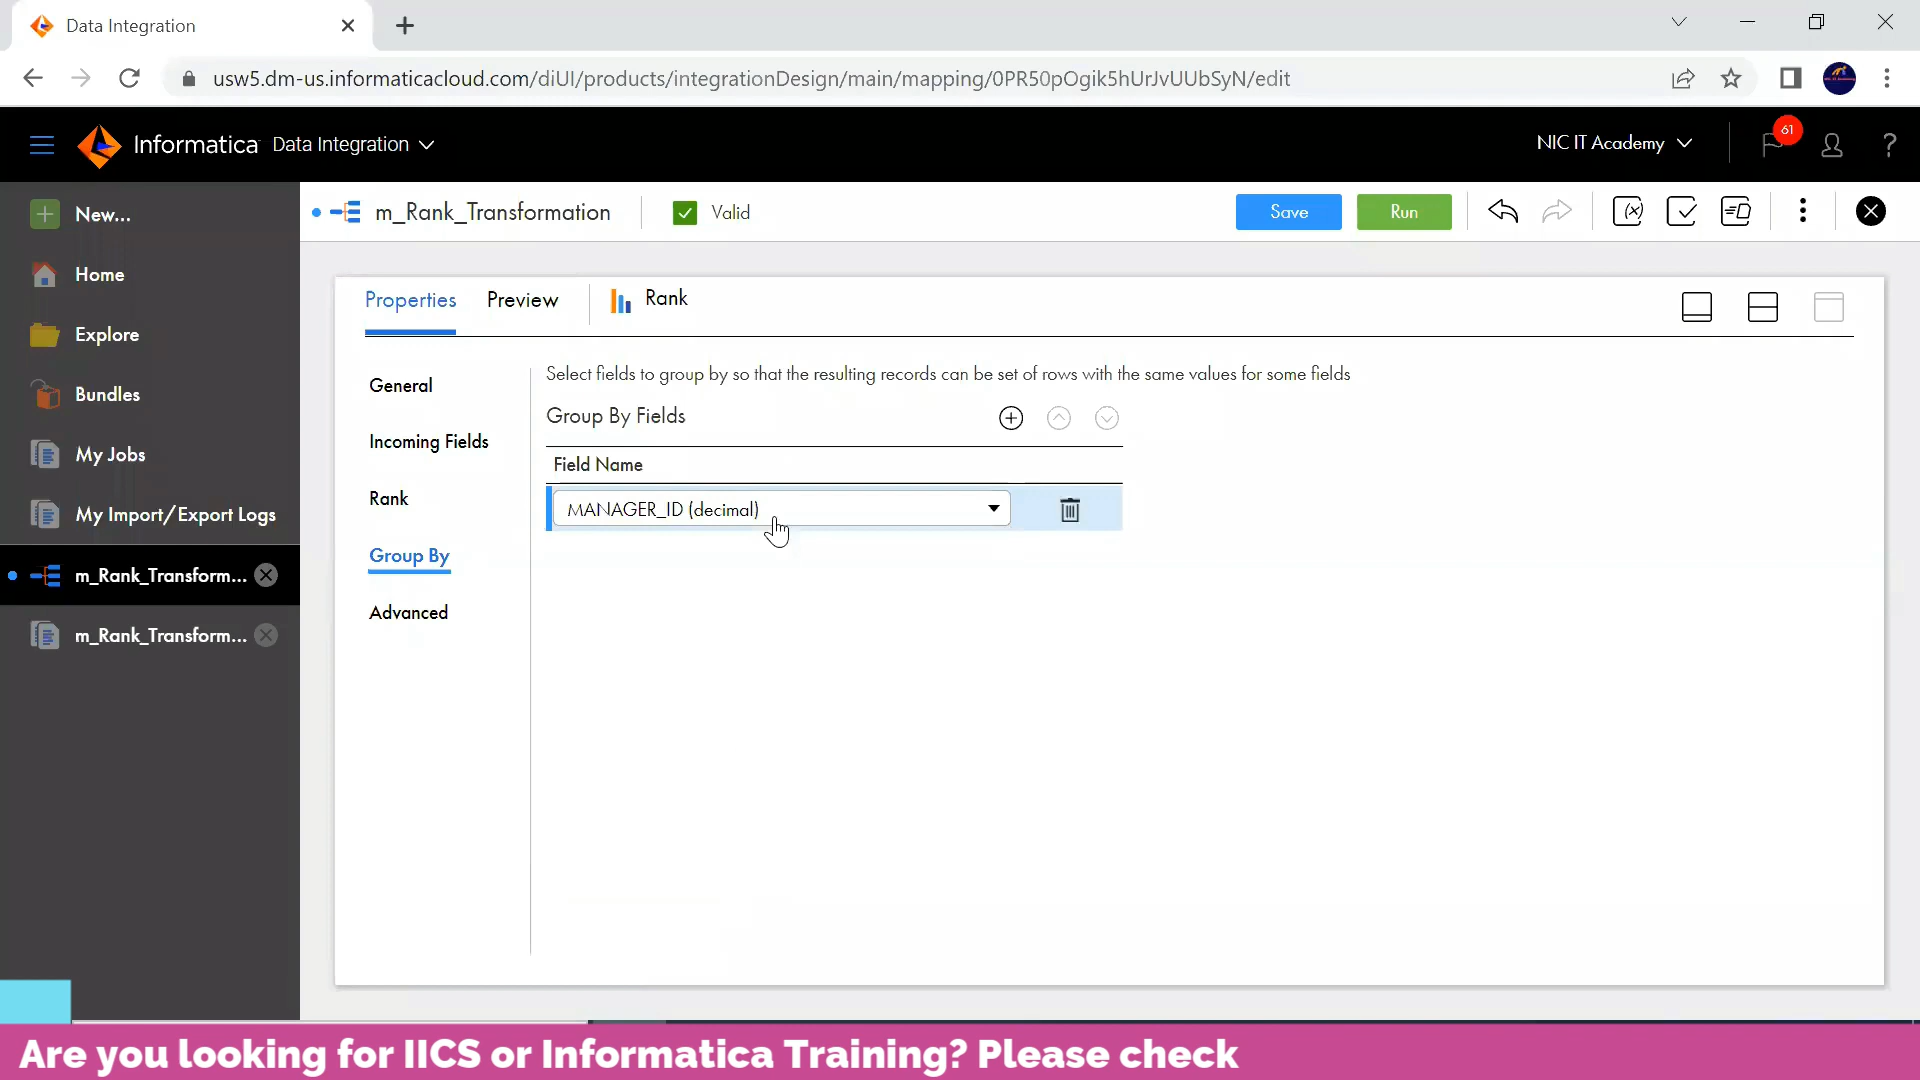 Data Integration
usw5.dm-us.informaticacloud.com/diUI/products/integrationDesign/main/mapping/0PR50pOgik5hUrJvUUbSyN/edit
Informatica Data Integration
NIC IT Academy
61
?
New...
Home
Explore
Bundles
My Jobs
My Import/Export Logs
m_Rank_Transform...
m_Rank_Transform...
m_Rank_Transformation
Valid
Save
Run
Properties
Preview
Rank
General
Incoming Fields
Rank
Group By
Advanced
Select fields to group by so that the resulting records can be set of rows with the same values for some fields
Group By Fields
Field Name
MANAGER_ID (decimal)
Are you looking for IICS or Informatica Training? Please check